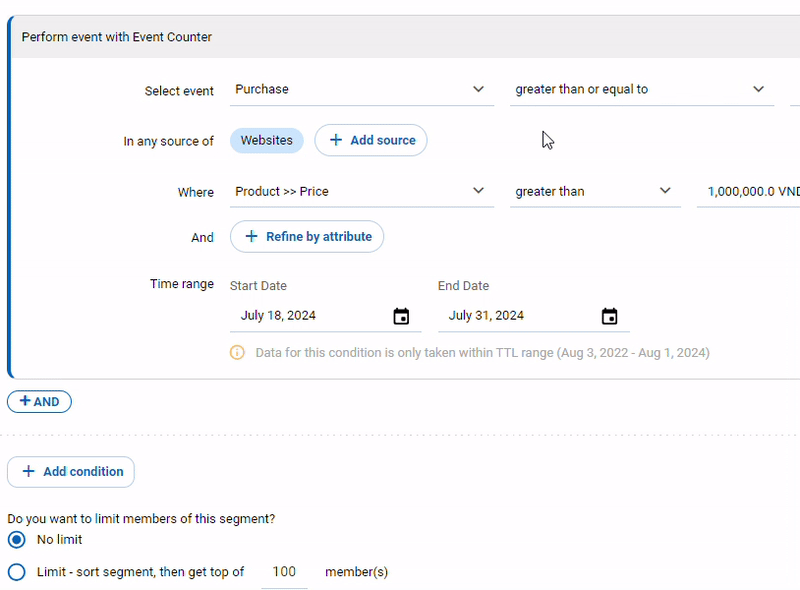 Perform event with Event Counter
Select event Purchase greater than or equal to
In any source of Websites + Add source
Where Product >> Price greater than 1,000,000.0 VND
And + Refine by attribute
Time range Start Date End Date
July 18, 2024 July 31, 2024
Data for this condition is only taken within TTL range (Aug 3, 2022 - Aug 1, 2024)
+ AND
+ Add condition
Do you want to limit members of this segment?
No limit
Limit - sort segment, then get top of 100 member(s)